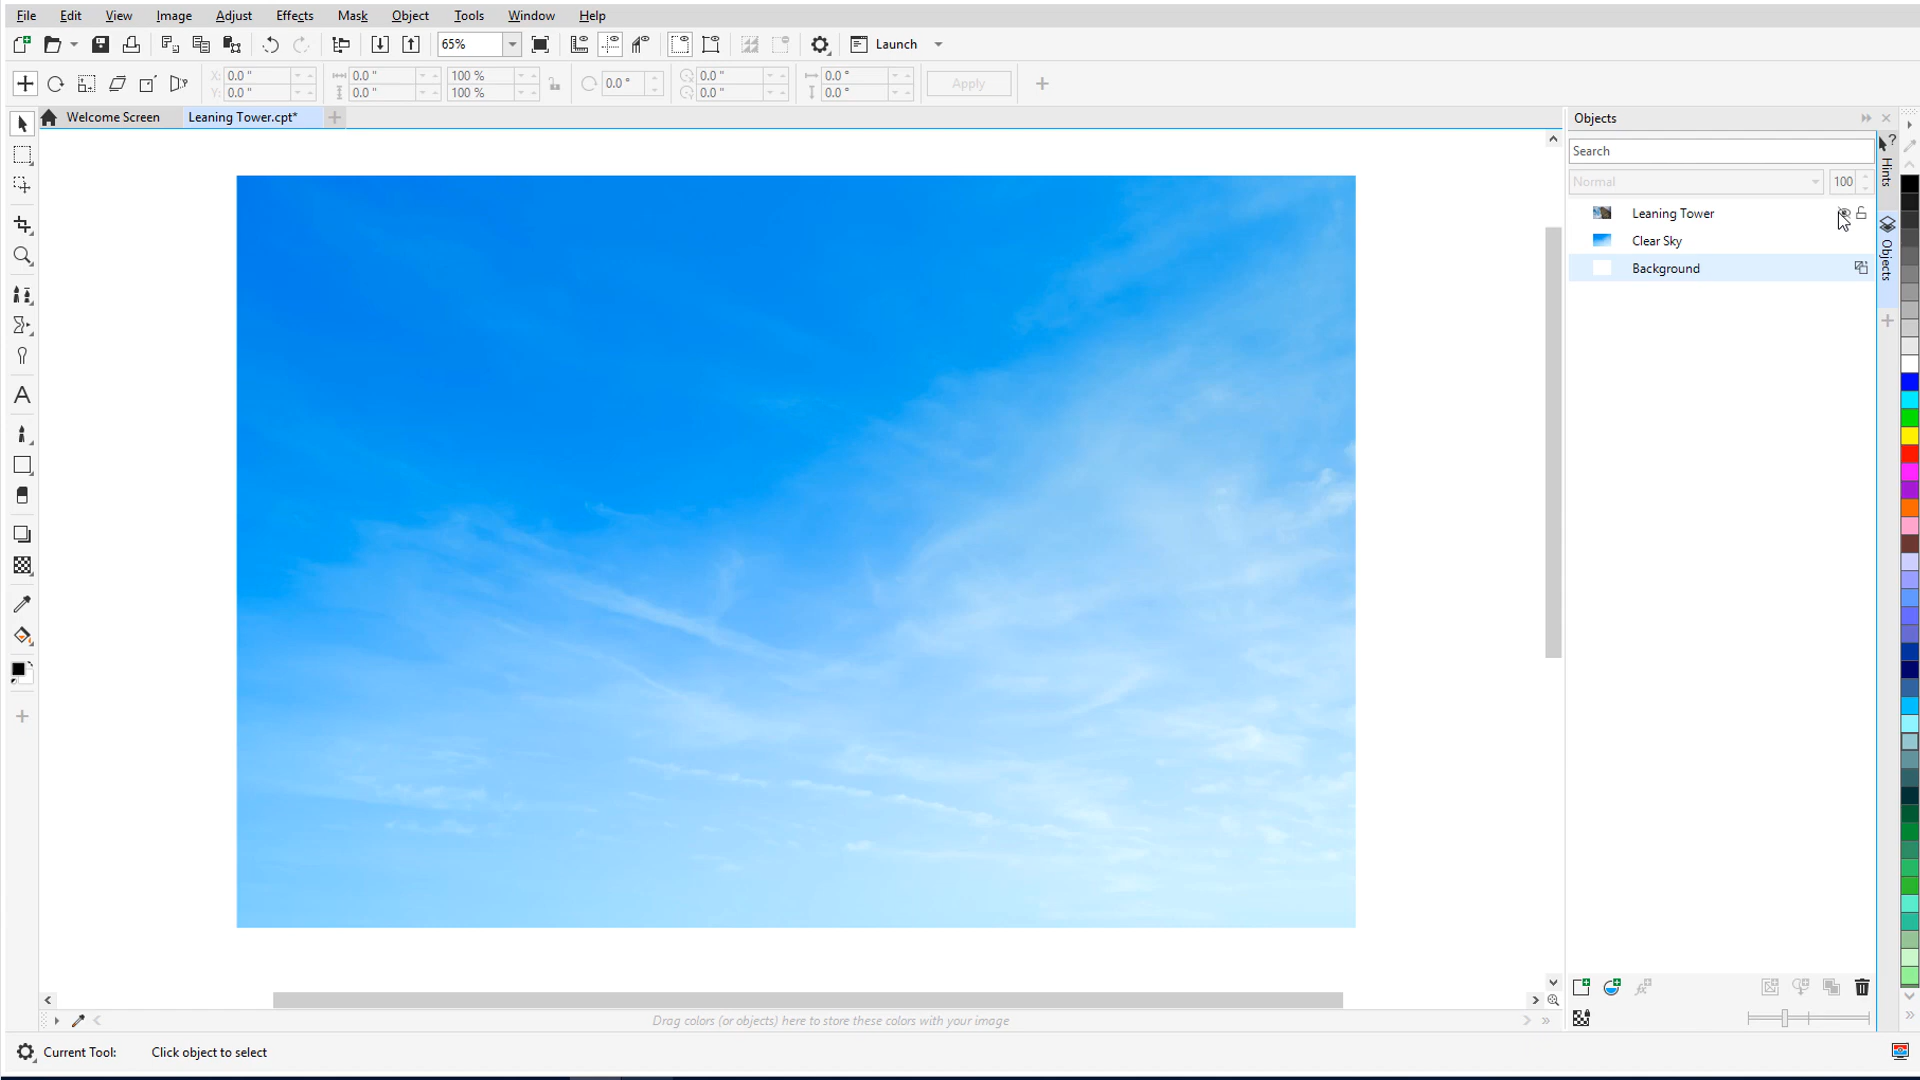 File Edit View Image Adjust Effects Mask Object Tools Window Help
65% Launch
X: 0.0 " 0.0 " 100 % 0.0 ° 0.0 " 0.0 ° Apply
Y: 0.0 " 0.0 " 100 % 0.0 " 0.0 °
Welcome Screen Leaning Tower.cpt*
Objects
Search
Normal 100
Leaning Tower
Clear Sky
Background
Hints
Objects
Drag colors (or objects) here to store these colors with your image
Current Tool: Click object to select